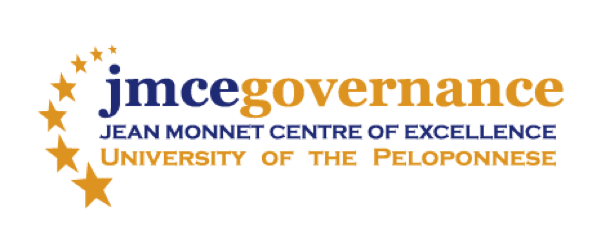 jmcegovernance
JEAN MONNET CENTRE OF EXCELLENCE
UNIVERSITY OF THE PELOPONNESE